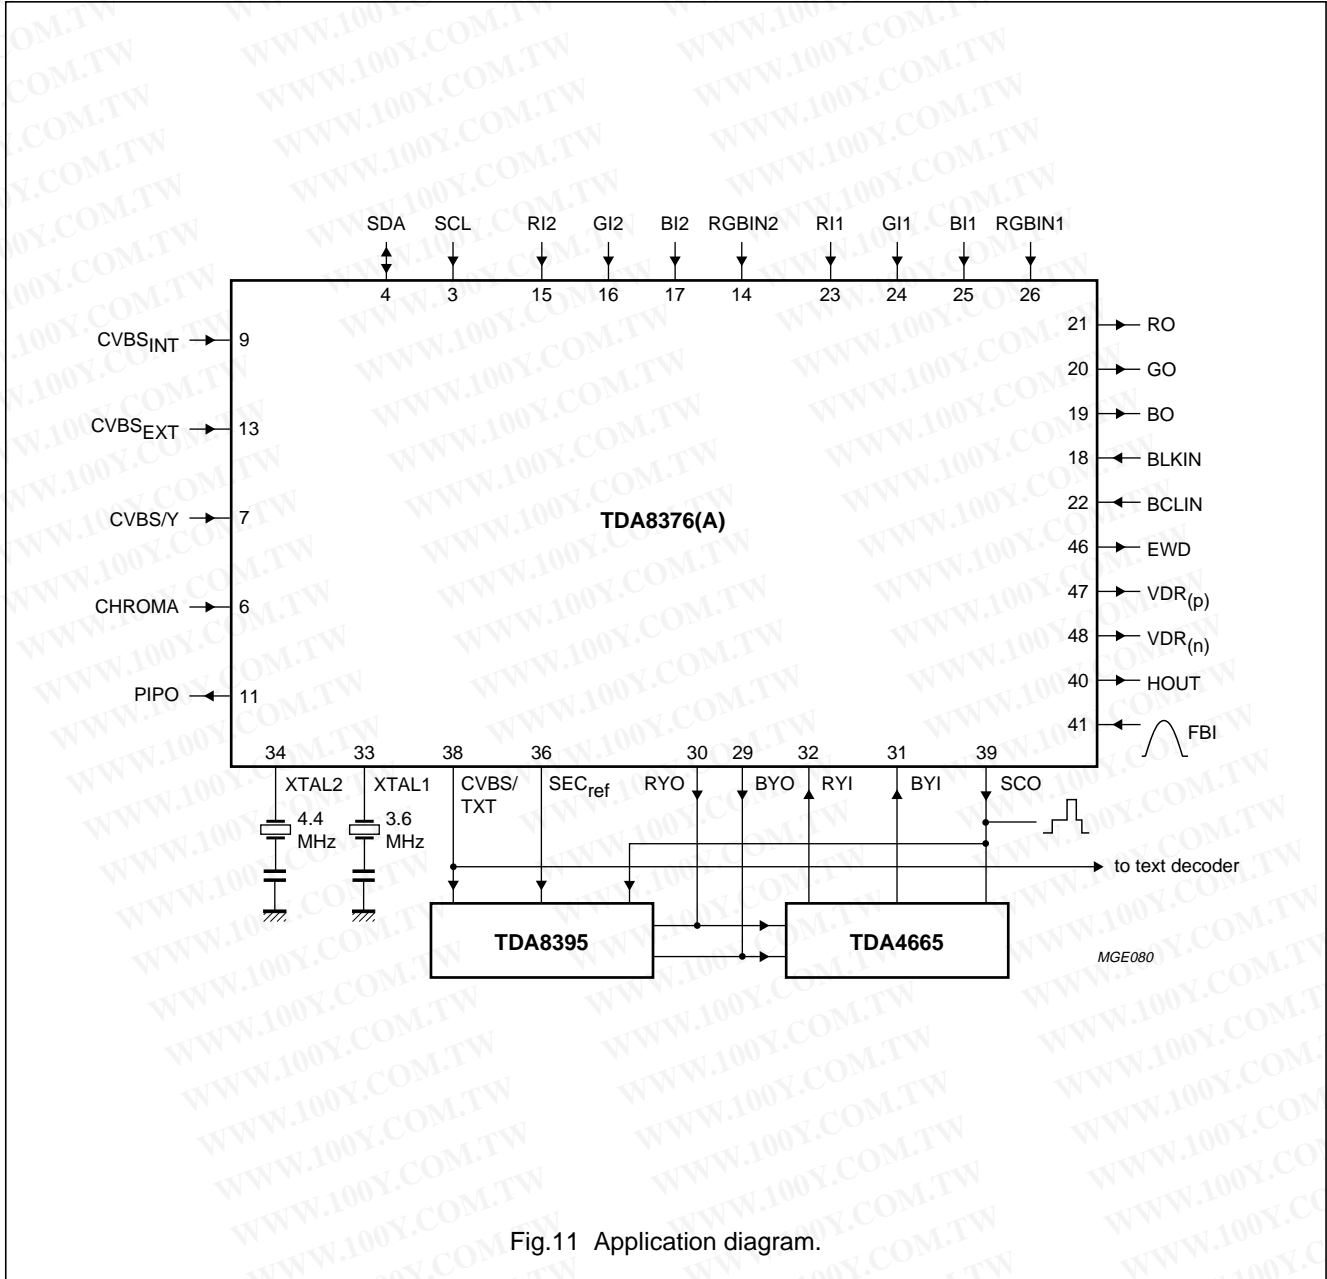 SDA SCL RI2 GI2 BI2 RGBIN2 RI1 GI1 BI1 RGBIN1
4 3 15 16 17 14 23 24 25 26
21 RO
CVBSINT 9
20 GO
19 BO
CVBSEXT 13
18 BLKIN
22 BCLIN
CVBS/Y 7
TDA8376(A)
46 EWD
47 VDR(p)
CHROMA 6
48 VDR(n)
40 HOUT
PIPO 11
41 FBI
34 33 38 36 30 29 32 31 39
XTAL2 XTAL1 CVBS/ SECref RYO BYO RYI BYI SCO
TXT
4.4 3.6
MHz MHz
to text decoder
TDA8395 TDA4665
MGE080
Fig.11 Application diagram.
WWW.100Y.COM.TW